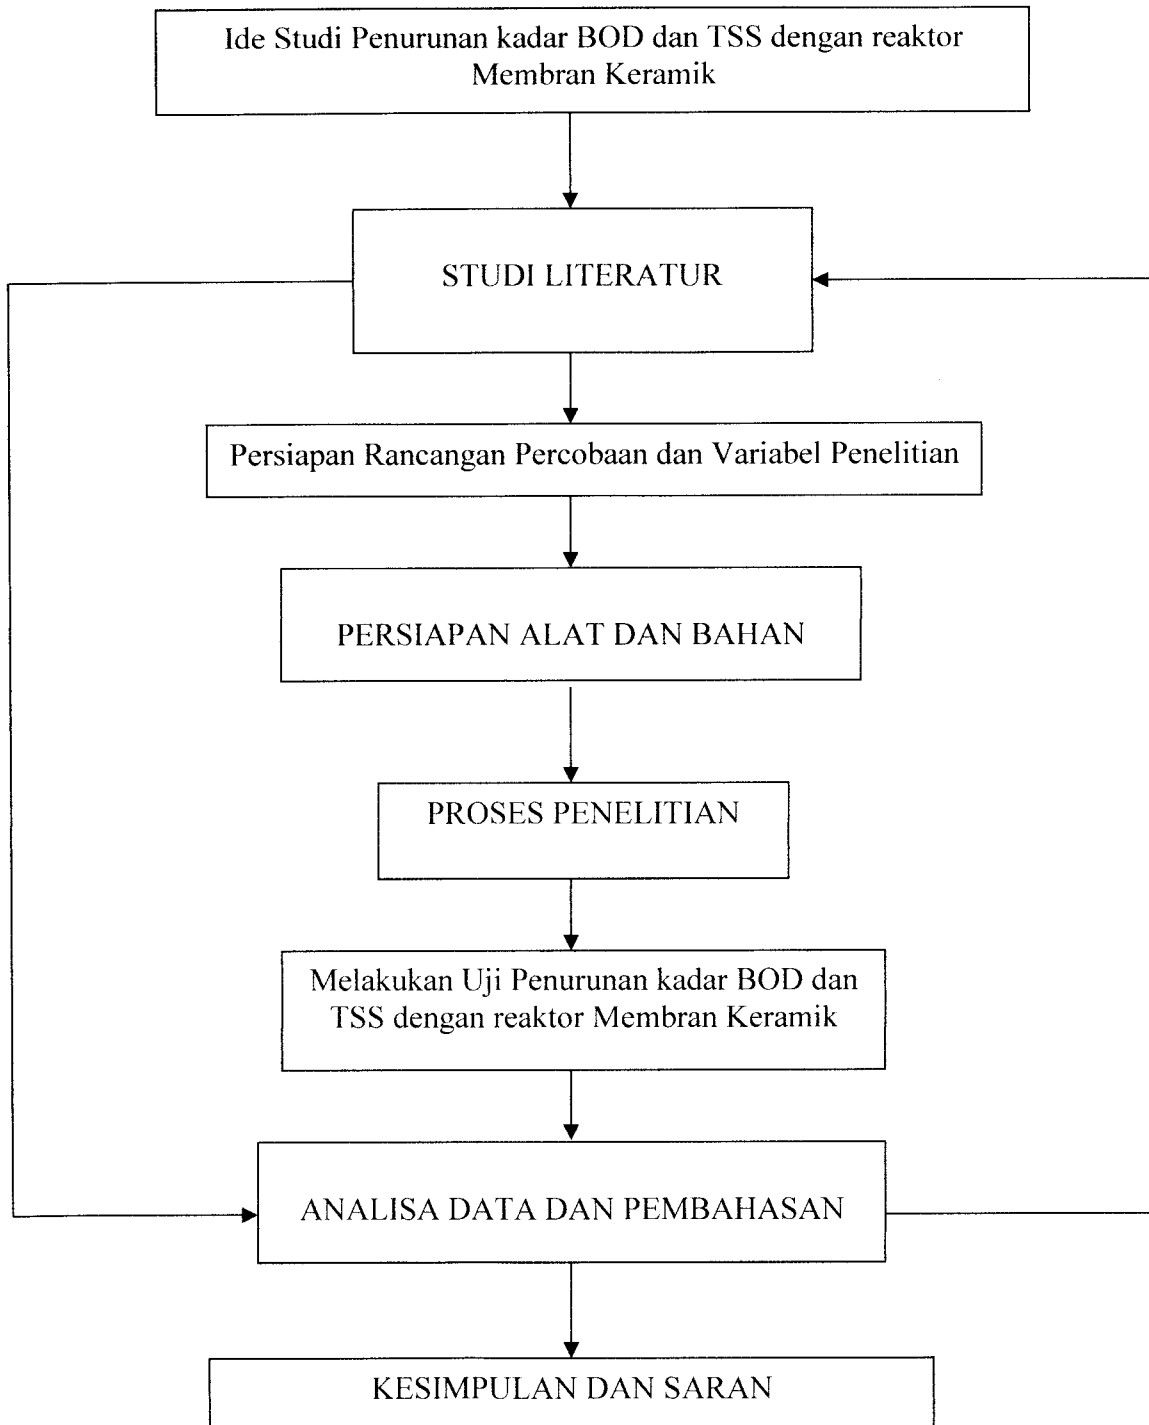 Ide Studi Penurunan kadar BOD dan TSS dengan reaktor
Membran Keramik
STUDI LITERATUR
Persiapan Rancangan Percobaan dan Variabel Penelitian
PERSIAPAN ALAT DAN BAHAN
PROSES PENELITIAN
Melakukan Uji Penurunan kadar BOD dan
TSS dengan reaktor Membran Keramik
ANALISA DATA DAN PEMBAHASAN
KESIMPULAN DAN SARAN